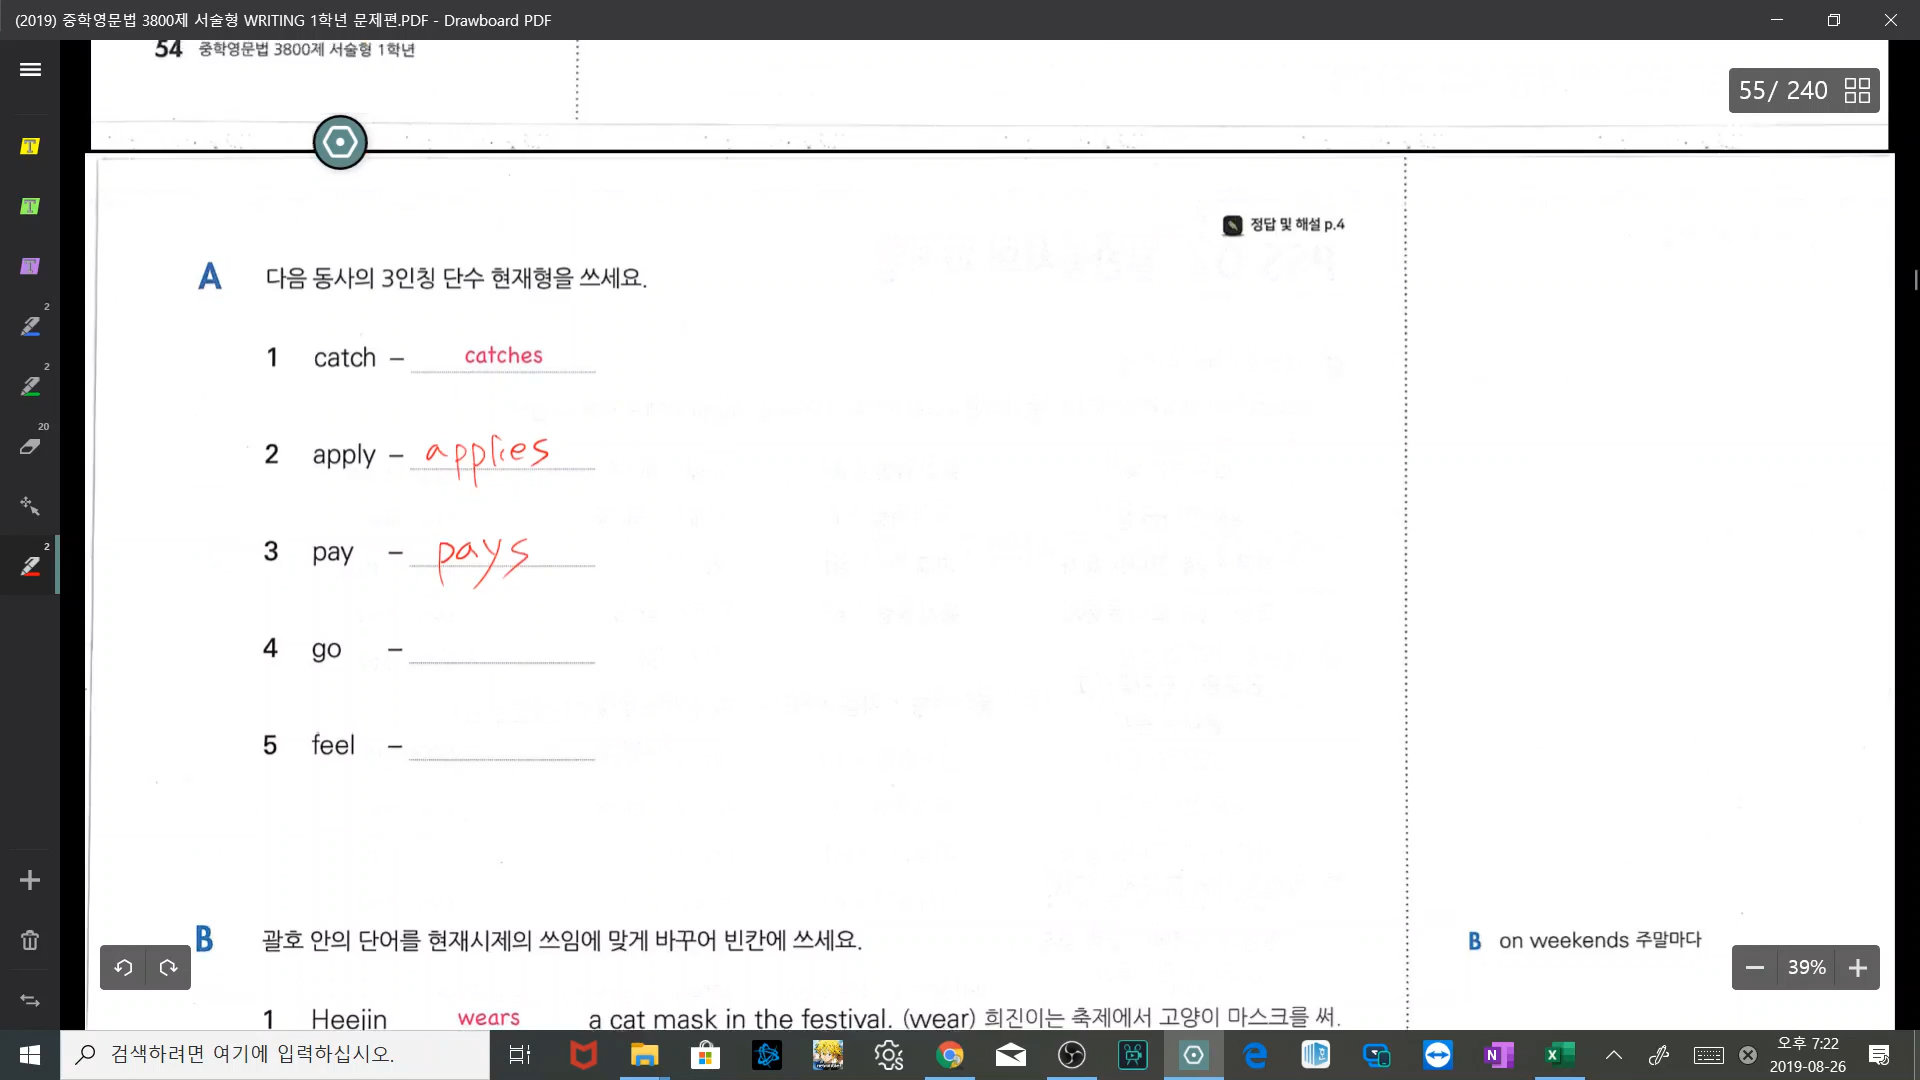 (2019) 중학영문법 3800제 서술형 WRITING 1학년 문제편.PDF - Drawboard PDF
54 중학영문법 3800제 서술형 1학년
55/ 240
정답 및 해설 p.4
A 다음 동사의 3인칭 단수 현재형을 쓰세요.
1 catch – catches
2 apply – applies
3 pay – pays
4 go –
5 feel –
B 괄호 안의 단어를 현재시제의 쓰임에 맞게 바꾸어 빈칸에 쓰세요.
B on weekends 주말마다
39%
1 Heejin wears a cat mask in the festival. (wear) 희진이는 축제에서 고양이 마스크를 써.
2
2
20
2
검색하려면 여기에 입력하십시오.
오후 7:22
2019-08-26